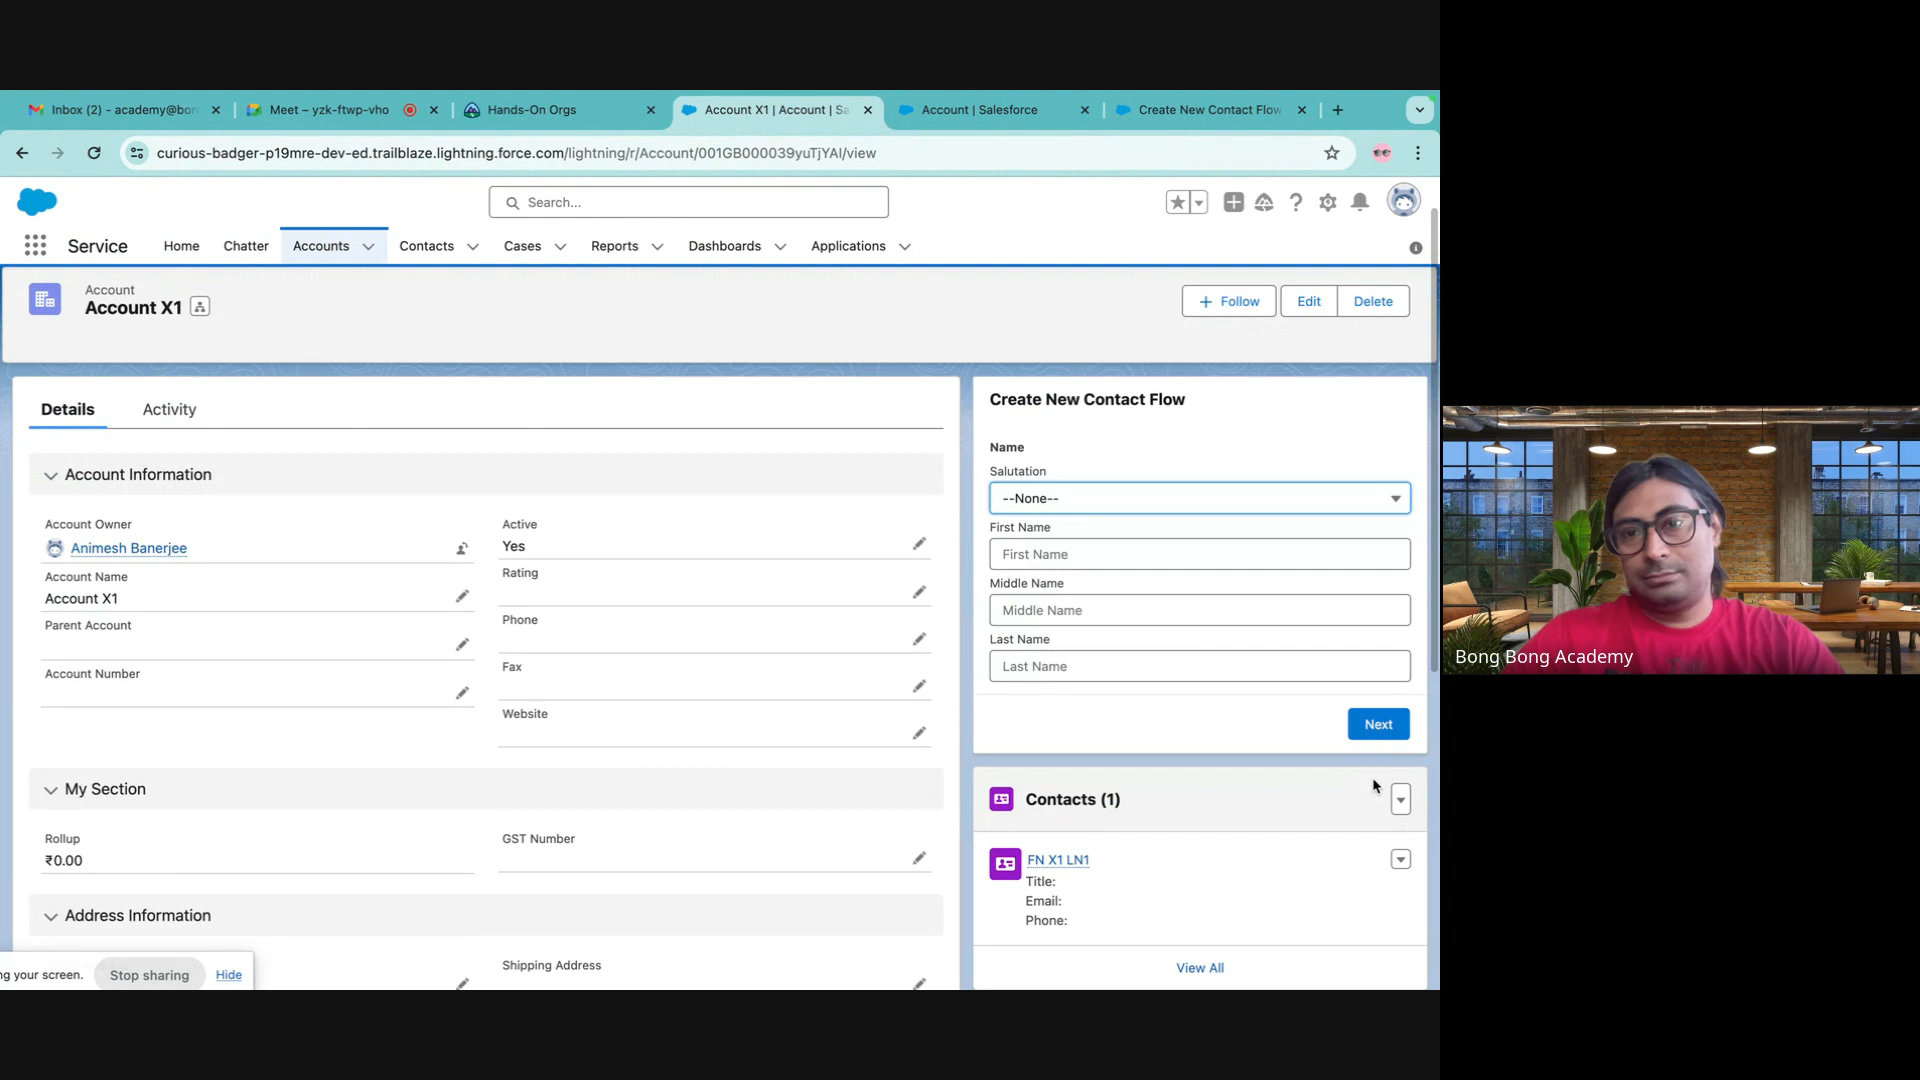 Inbox (2) - academy@bon
Meet – yzk-ftwp-vho
Hands-On Orgs
Account X1 | Account | Sa
Account | Salesforce
Create New Contact Flow
curious-badger-p19mre-dev-ed.trailblaze.lightning.force.com/lightning/r/Account/001GB000039yuTjYAI/view
Search...
Service
Home
Chatter
Accounts
Contacts
Cases
Reports
Dashboards
Applications
Account
Account X1
Follow
Edit
Delete
Details
Activity
Account Information
Account Owner
Animesh Banerjee
Account Name
Account X1
Parent Account
Account Number
Active
Yes
Rating
Phone
Fax
Website
My Section
Rollup
₹0.00
GST Number
Address Information
Shipping Address
ng your screen.
Stop sharing
Hide
Create New Contact Flow
Name
Salutation
--None--
First Name
First Name
Middle Name
Middle Name
Last Name
Last Name
Next
Contacts (1)
FN X1 LN1
Title:
Email:
Phone:
View All
Bong Bong Academy